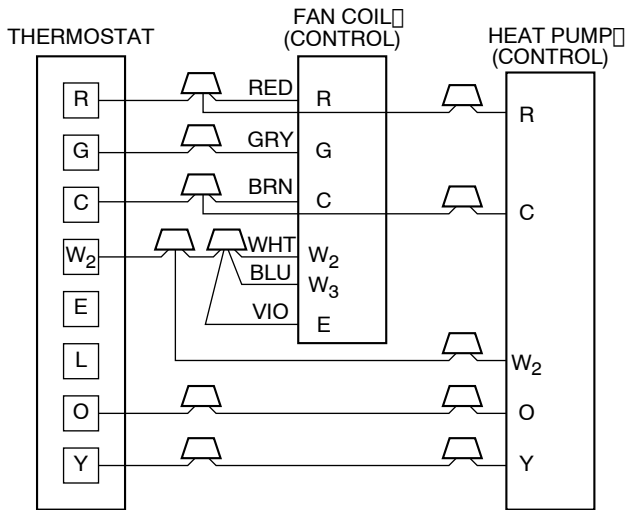 FAN COIL
(CONTROL)
THERMOSTAT
HEAT PUMP
(CONTROL)
R
RED
R
R
G
GRY
G
C
BRN
C
C
W2
WHT
W2
BLU
W3
E
VIO
E
L
W2
O
O
Y
Y